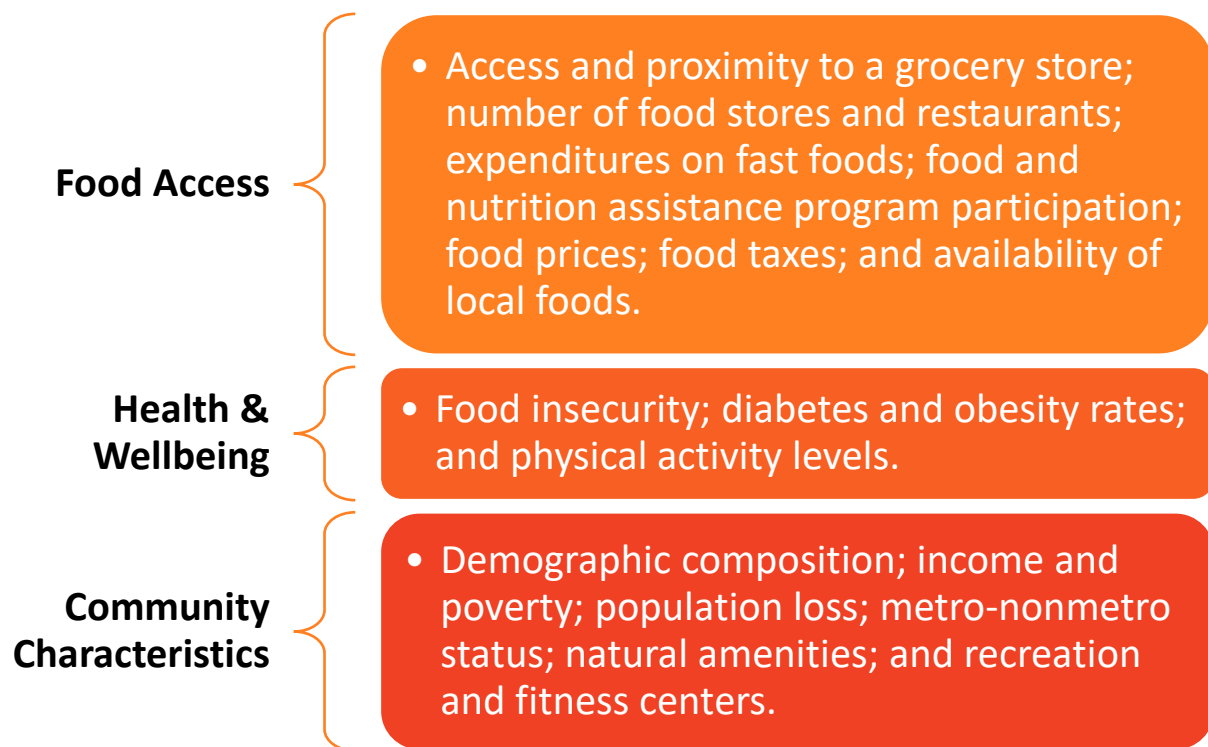 Food Access
• Access and proximity to a grocery store;
number of food stores and restaurants;
expenditures on fast foods; food and
nutrition assistance program participation;
food prices; food taxes; and availability of
local foods.
Health &
Wellbeing
• Food insecurity; diabetes and obesity rates;
and physical activity levels.
Community
Characteristics
• Demographic composition; income and
poverty; population loss; metro-nonmetro
status; natural amenities; and recreation
and fitness centers.